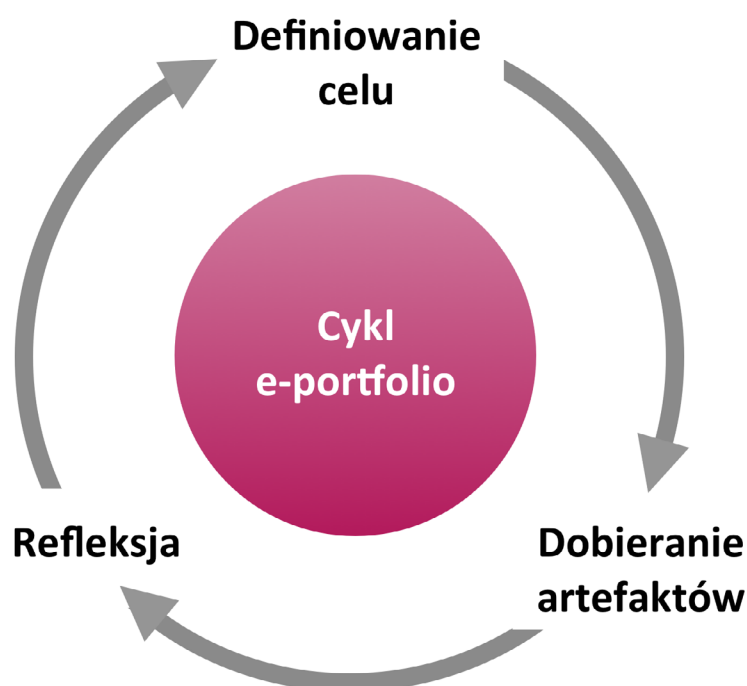 Definiowanie
celu
Cykl
e-portfolio
Refleksja
Dobieranie
artefaktów